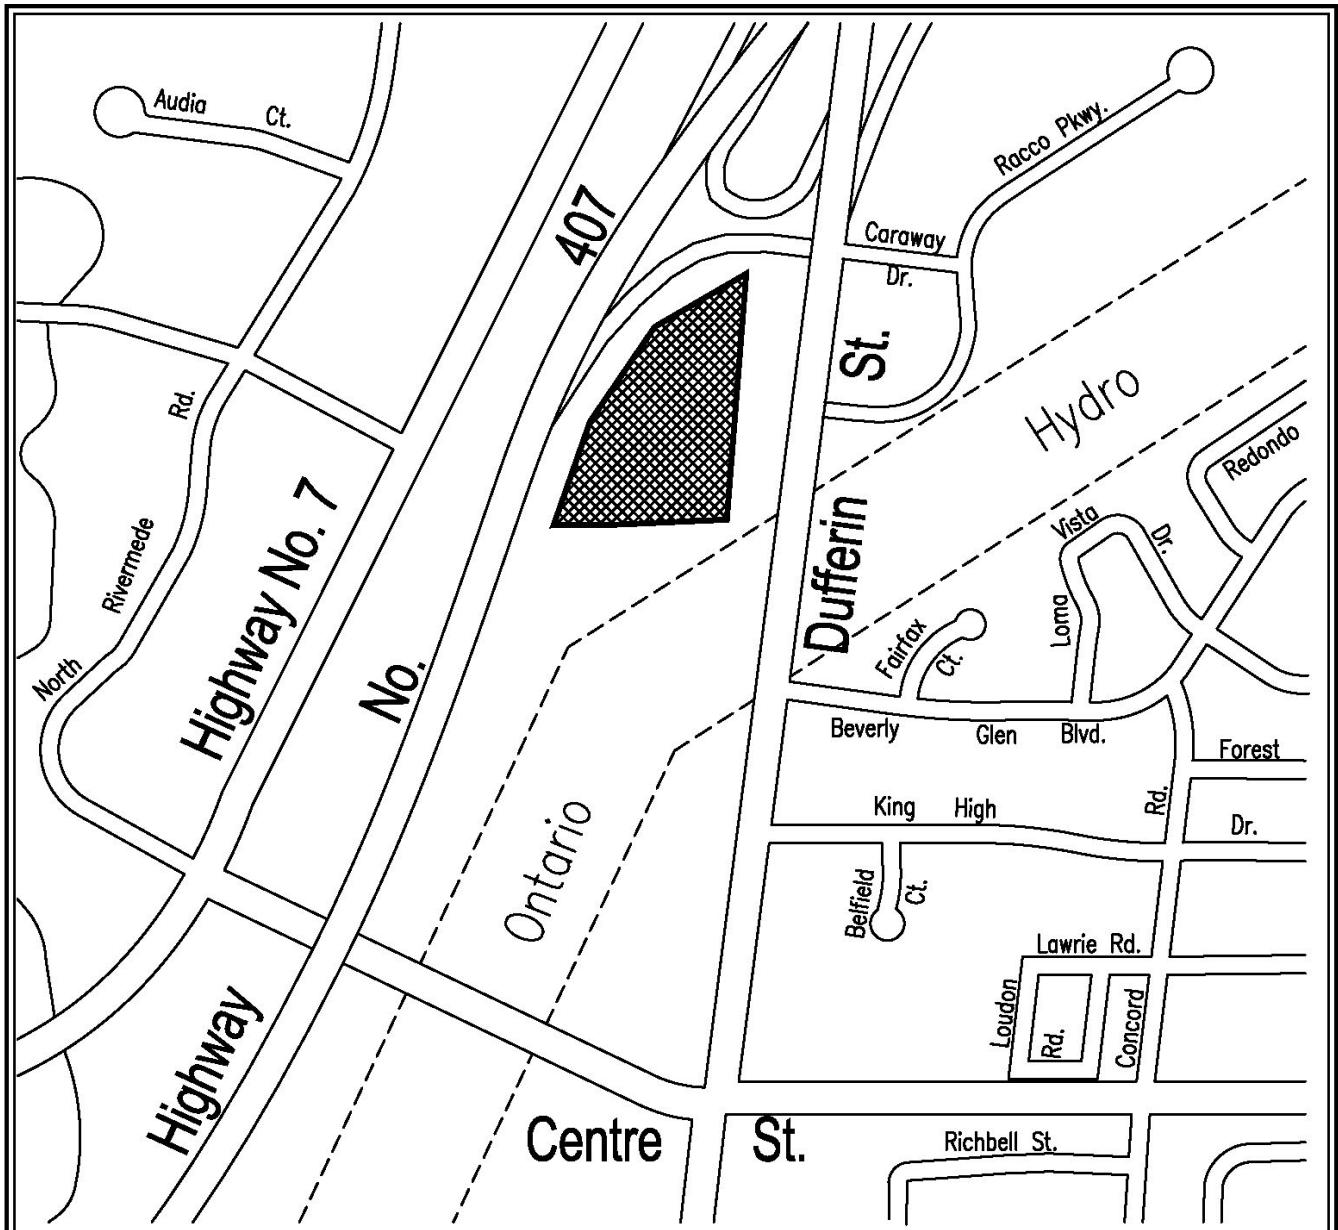 Audia Ct.
Racco Pkwy.
407
Caraway
Dr.
St.
Hydro
Rd.
Redondo
Highway No. 7
Dufferin
Vista
Dr.
Rivermede
Loma
Fairfax
Ct.
North
No.
Beverly Glen Blvd.
Forest
King High
Rd.
Dr.
Ontario
Belfield
Ct.
Lawrie Rd.
Loudon
Rd.
Concord
Highway
Centre St.
Richbell St.